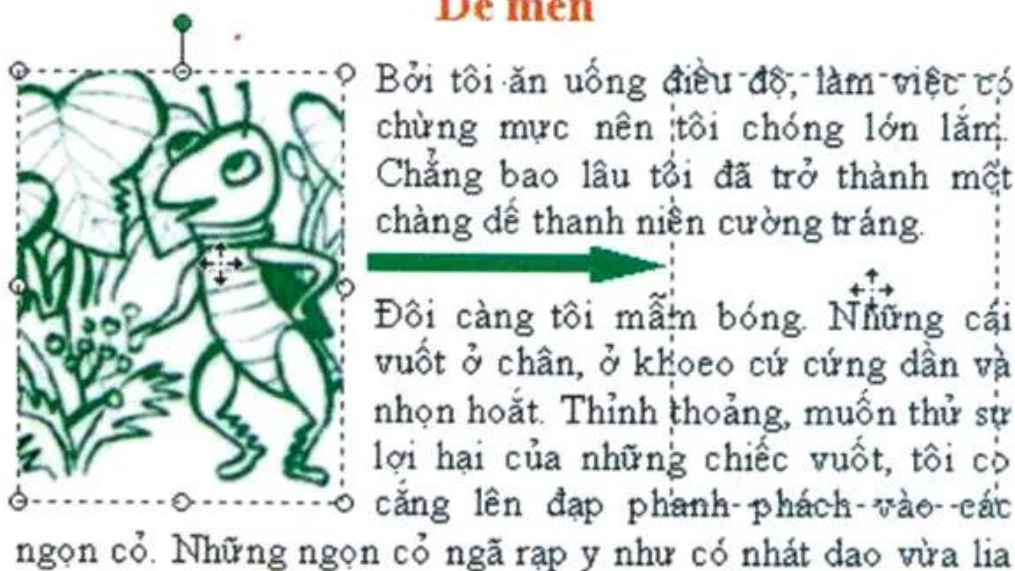 Dế mèn
Bởi tôi ăn uống điều độ, làm việc có
chừng mực nên tôi chóng lớn lắm.
Chẳng bao lâu tôi đã trở thành một
chàng dế thanh niên cường tráng.
Đôi càng tôi mẫm bóng. Những cái
vuốt ở chân, ở khoeo cứ cứng dần và
nhọn hoắt. Thỉnh thoảng, muốn thử sự
lợi hại của những chiếc vuốt, tôi co
cẳng lên đạp phanh phách vào các
ngọn cỏ. Những ngọn cỏ ngã rạp y như có nhát dao vừa lia